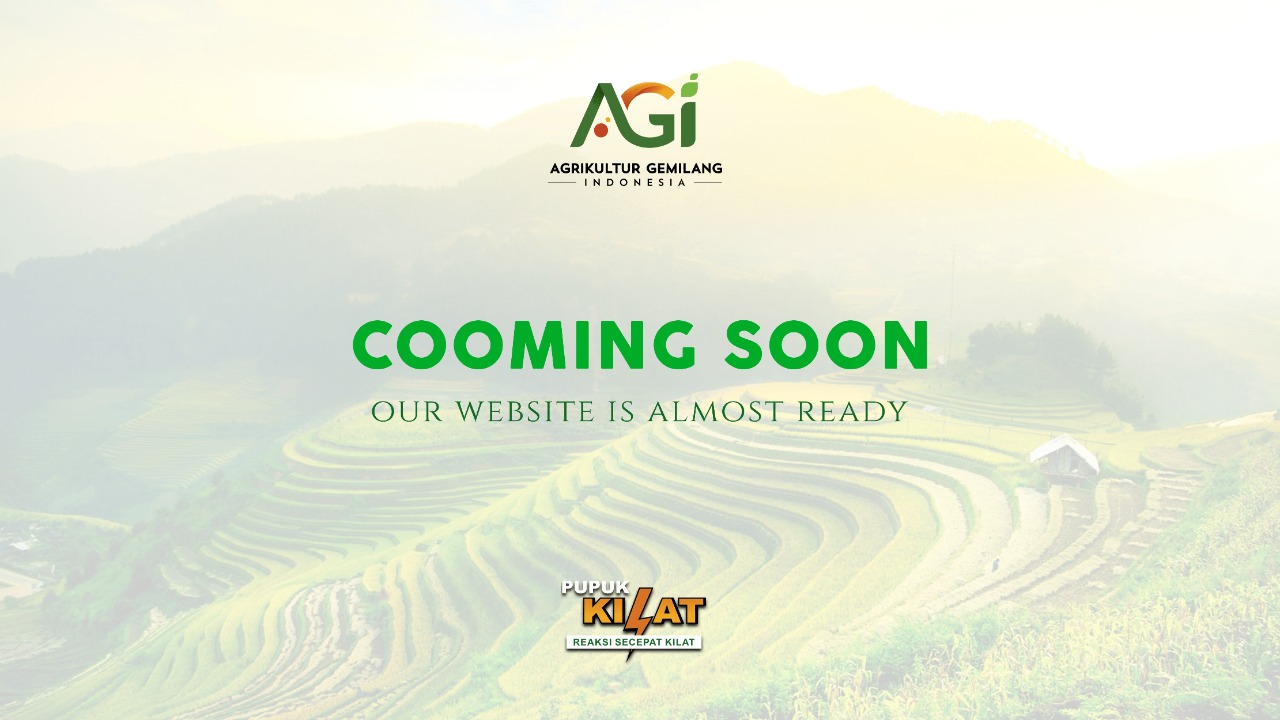 AGi
AGRIKULTUR GEMILANG
INDONESIA
COOMING SOON
OUR WEBSITE IS ALMOST READY
PUPUK
KILAT
REAKSI SECEPAT KILAT